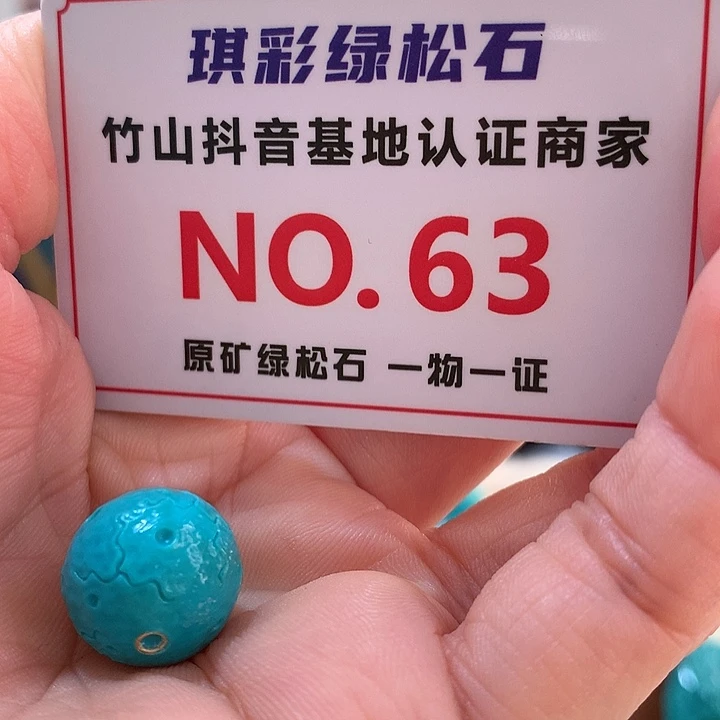 琪彩绿松石
竹山抖音基地认证商家
NO.63
原矿绿松石 一物一证